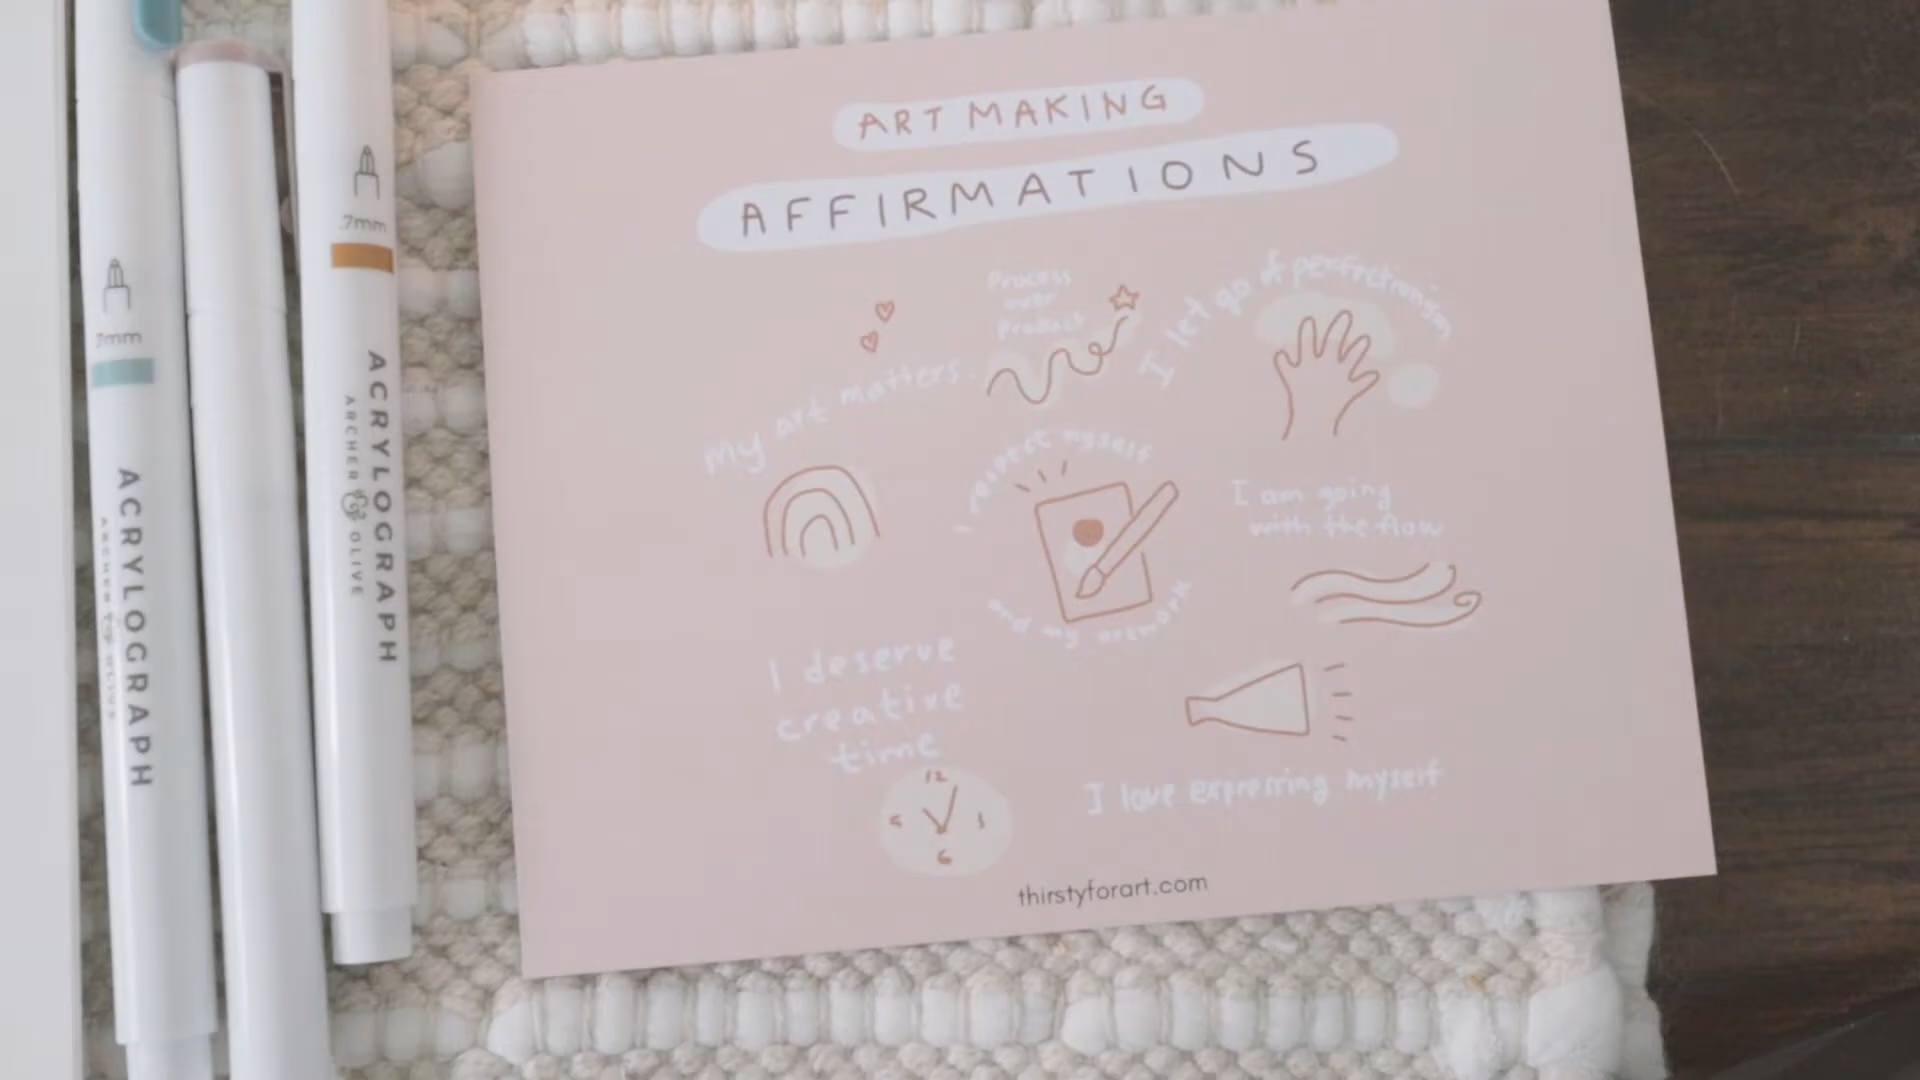 ART MAKING
AFFIRMATIONS
Process
over
product
I let go of perfectionism
My art matters.
I respect myself
and my artwork
I am going
with the flow
I deserve
creative
time
12
6
I love expressing myself
thirstyforart.com
.7mm
ACRYLOGRAPH
ARCHER & OLIVE
7mm
ACRYLOGRAPH